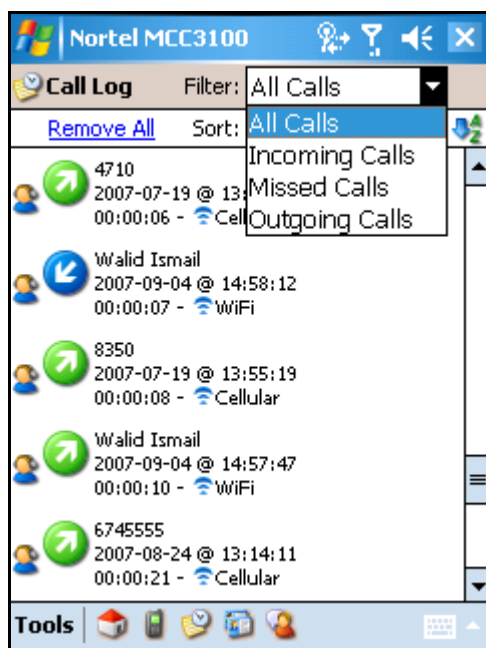 Nortel MCC3100
Call Log Filter: All Calls
Remove All Sort:
All Calls
Incoming Calls
Missed Calls
Outgoing Calls
4710
2007-07-19 @ 13:
00:00:06 - Cell
Walid Ismail
2007-09-04 @ 14:58:12
00:00:07 - WiFi
8350
2007-07-19 @ 13:55:19
00:00:08 - Cellular
Walid Ismail
2007-09-04 @ 14:57:47
00:00:10 - WiFi
6745555
2007-08-24 @ 13:14:11
00:00:21 - Cellular
Tools